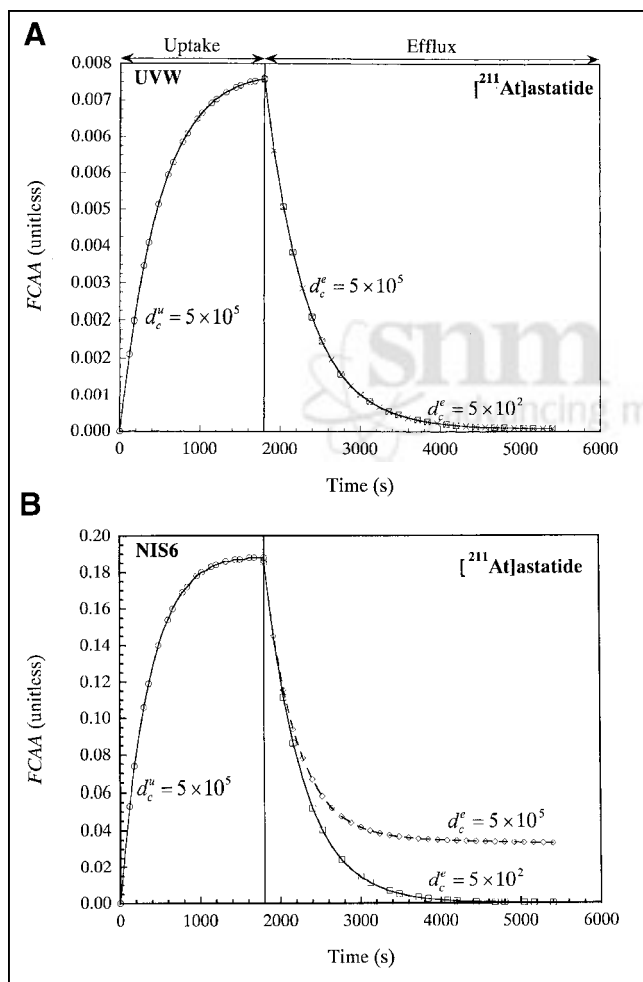 A
Uptake
Efflux
UVW
[211At]astatide
0.008
0.007
0.006
0.005
0.004
0.003
0.002
0.002
0.001
0.000
FCAA (unitless)
d_c^u = 5 × 10^5
d_c^e = 5 × 10^5
d_c^e = 5 × 10^2
snm
advancing m
0 1000 2000 3000 4000 5000 6000
Time (s)
B
NIS6
[211At]astatide
0.20
0.18
0.16
0.14
0.12
0.10
0.08
0.06
0.04
0.02
0.00
FCAA (unitless)
d_c^u = 5 × 10^5
d_c^e = 5 × 10^5
d_c^e = 5 × 10^2
0 1000 2000 3000 4000 5000 6000
Time (s)